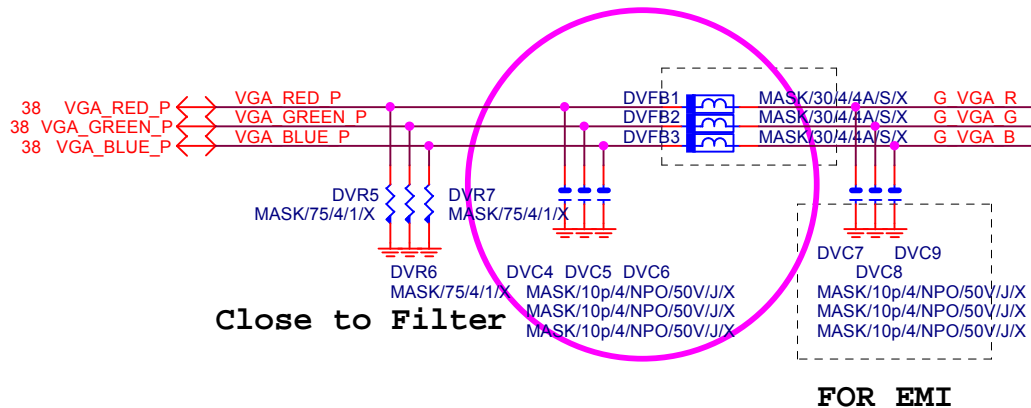 38 VGA_RED_P VGA_RED_P DVFB1 MASK/30/4/4A/S/X G_VGA_R
38 VGA_GREEN_P VGA_GREEN_P DVFB2 MASK/30/4/4A/S/X G_VGA_G
38 VGA_BLUE_P VGA_BLUE_P DVFB3 MASK/30/4/4A/S/X G_VGA_B
DVR5 DVR7
MASK/75/4/1/X MASK/75/4/1/X
DVR6
MASK/75/4/1/X
Close to Filter
DVC4 DVC5 DVC6
MASK/10p/4/NPO/50V/J/X
MASK/10p/4/NPO/50V/J/X
MASK/10p/4/NPO/50V/J/X
DVC7 DVC9
DVC8
MASK/10p/4/NPO/50V/J/X
MASK/10p/4/NPO/50V/J/X
MASK/10p/4/NPO/50V/J/X
FOR EMI